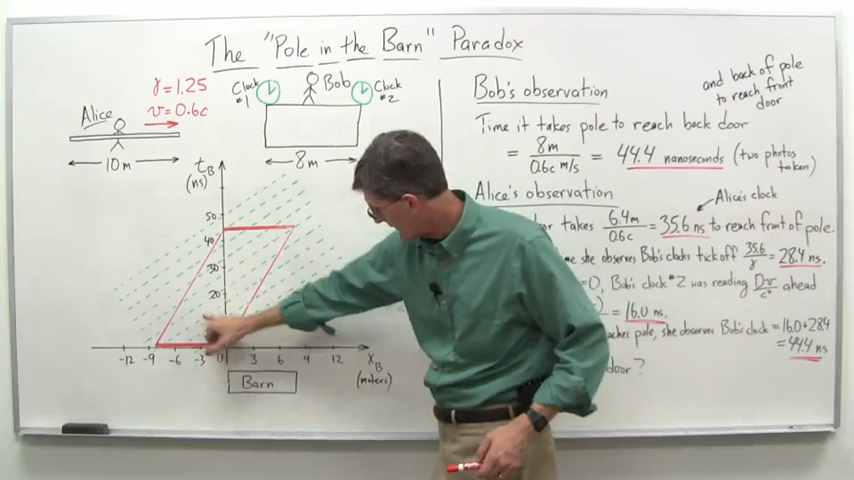 The "Pole in the Barn" Paradox
γ = 1.25
v = 0.6c
Alice
10 m
Clock #1
Bob
Clock #2
8 m
t_B
(ns)
50
40
30
20
-12 -9 -6 -3 0 3 6 9 12
x_B
(meters)
Barn
Bob's observation
and back of pole
to reach front
door
Time it takes pole to reach back door
= 8m / 0.6c m/s = 44.4 nanoseconds (two photos taken)
Alice's observation
Alice's clock
takes 6.4m / 0.6c = 35.6 ns to reach front of pole.
she observes Bob's clocks tick off 35.6 / γ = 28.4 ns.
=0, Bob's clock #2 was reading Dv / c² ahead
= 16.0 ns.
pole, she observes Bob's clock = 16.0 + 28.4
= 44.4 ns
door?